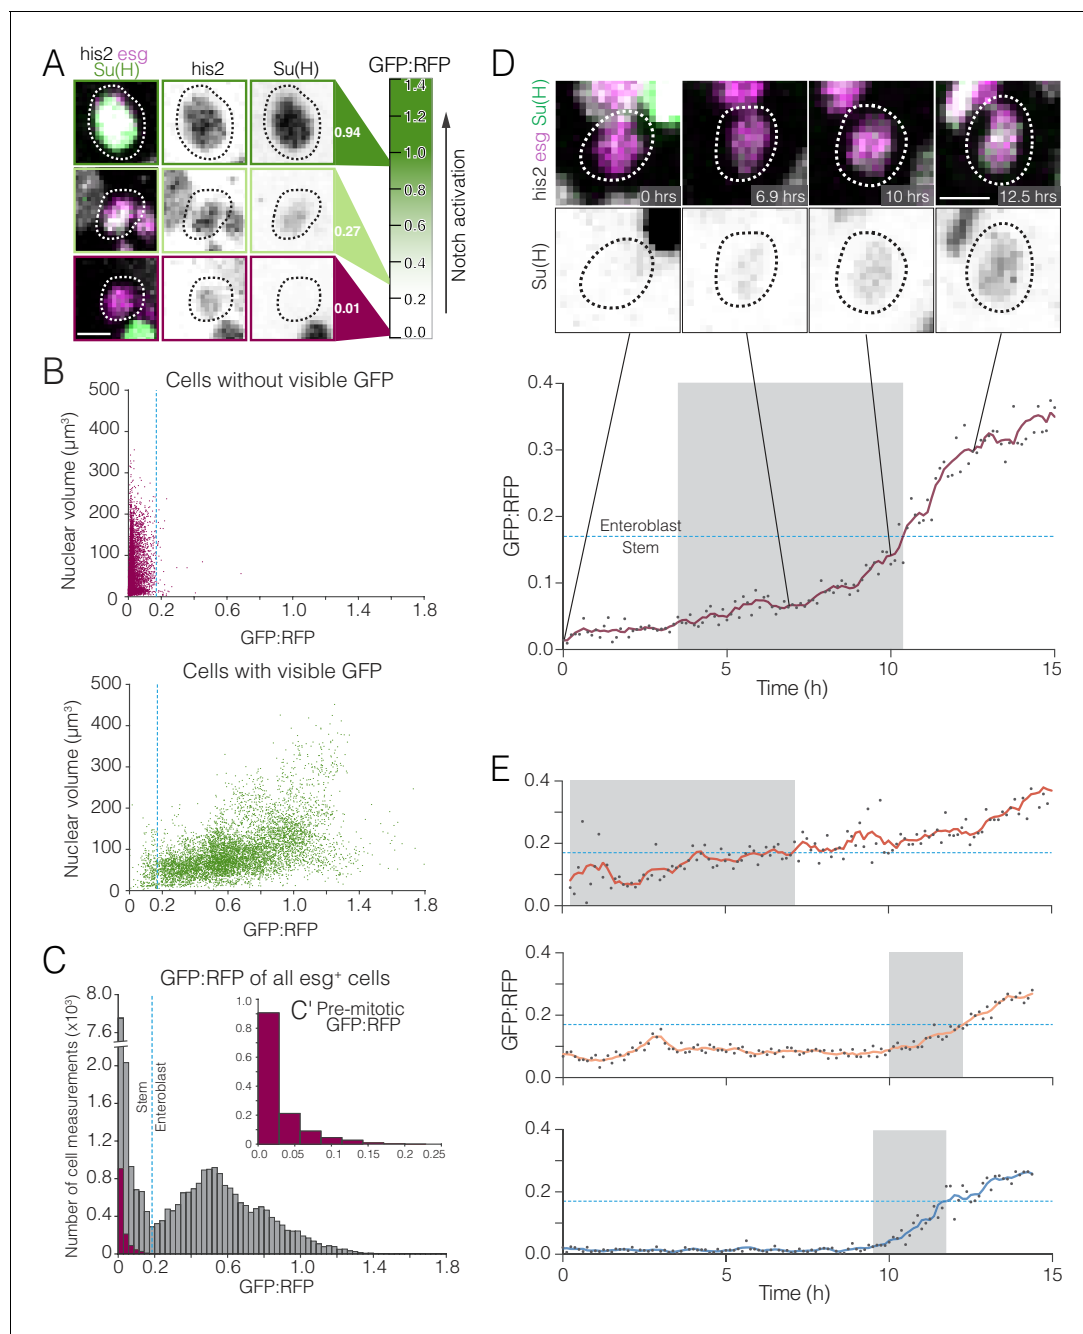 A
his2 esg
Su(H)
his2
Su(H)
GFP:RFP
0.94
0.27
0.01
1.4
1.2
1.0
0.8
0.6
0.4
0.2
0.0
Notch activation
B
Cells without visible GFP
Nuclear volume (µm³)
500
400
300
200
100
0
0
0.2
0.6
1.0
1.4
1.8
GFP:RFP
Cells with visible GFP
Nuclear volume (µm³)
500
400
300
200
100
0
0
0.2
0.6
1.0
1.4
1.8
GFP:RFP
C
GFP:RFP of all esg⁺ cells
Number of cell measurements (x10³)
8.0
7.6
2.0
1.6
1.2
0.8
0.4
0
0
0.2
0.6
1.0
1.4
1.8
GFP:RFP
Stem
Enteroblast
C' Pre-mitotic
GFP:RFP
1.0
0.8
0.6
0.4
0.2
0
0.0
0.05
0.1
0.15
0.2
0.25
D
his2 esg Su(H)
0 hrs
6.9 hrs
10 hrs
12.5 hrs
Su(H)
GFP:RFP
0.4
0.3
0.2
0.1
0.0
Enteroblast
Stem
0
5
10
15
Time (h)
E
0.4
0.2
0.0
GFP:RFP
0.4
0.2
0.0
0.4
0.2
0.0
0
5
10
15
Time (h)